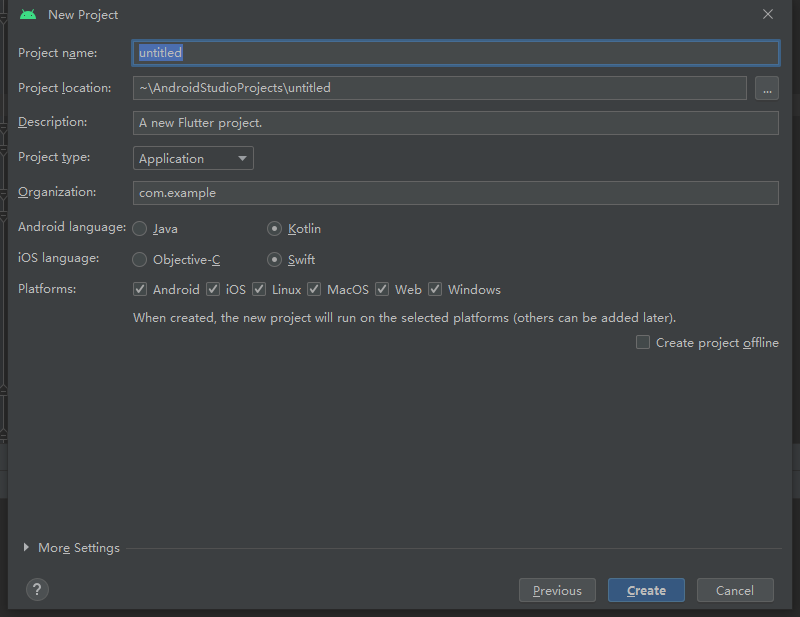 New Project
Project name: untitled
Project location: ~\AndroidStudioProjects\untitled ...
Description: A new Flutter project.
Project type: Application
Organization: com.example
Android language: Java Kotlin
iOS language: Objective-C Swift
Platforms: Android iOS Linux MacOS Web Windows
When created, the new project will run on the selected platforms (others can be added later).
Create project offline
More Settings
? Previous Create Cancel